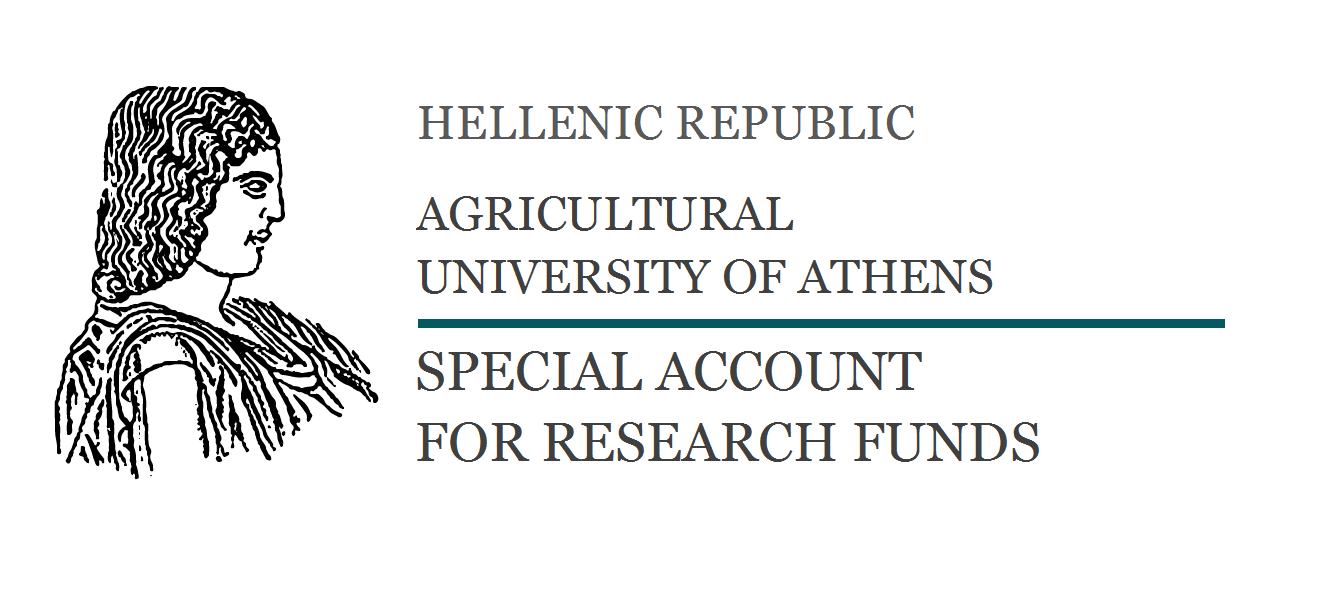 HELLENIC REPUBLIC
AGRICULTURAL
UNIVERSITY OF ATHENS
SPECIAL ACCOUNT
FOR RESEARCH FUNDS